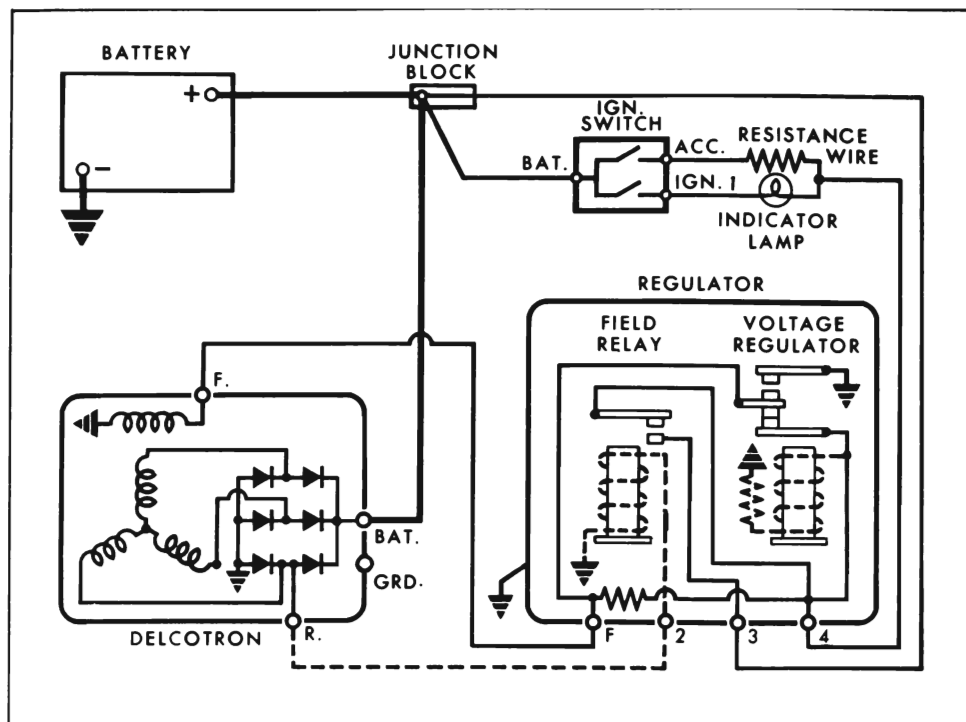 BATTERY
+
-
JUNCTION
BLOCK
IGN.
SWITCH
BAT.
ACC.
IGN. 1
RESISTANCE
WIRE
INDICATOR
LAMP
REGULATOR
FIELD
RELAY
VOLTAGE
REGULATOR
F.
BAT.
GRD.
DELCOTRON
R.
F
2
3
4